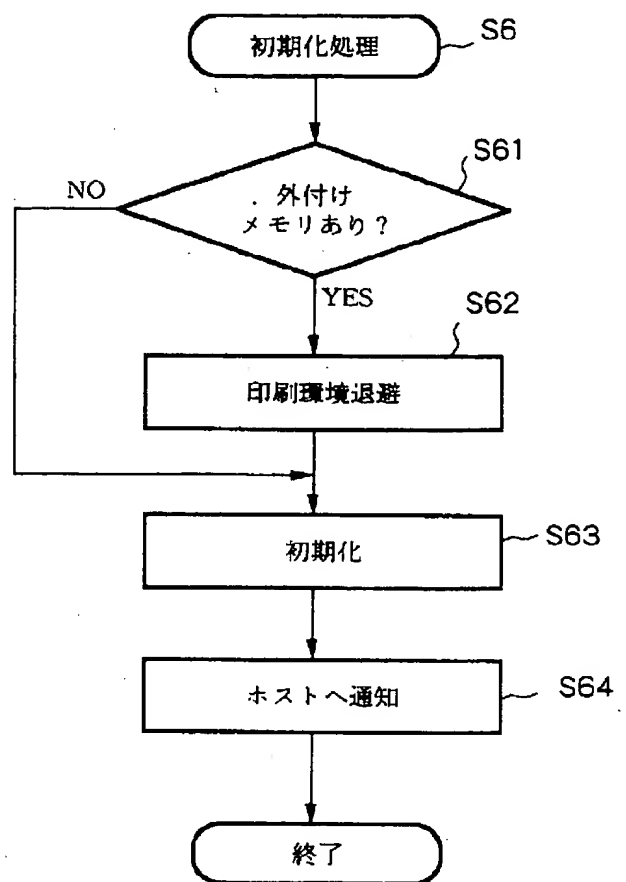 初期化処理
S6
S61
外付け
メモリあり?
NO
YES
S62
印刷環境退避
初期化
S63
ホストへ通知
S64
終了